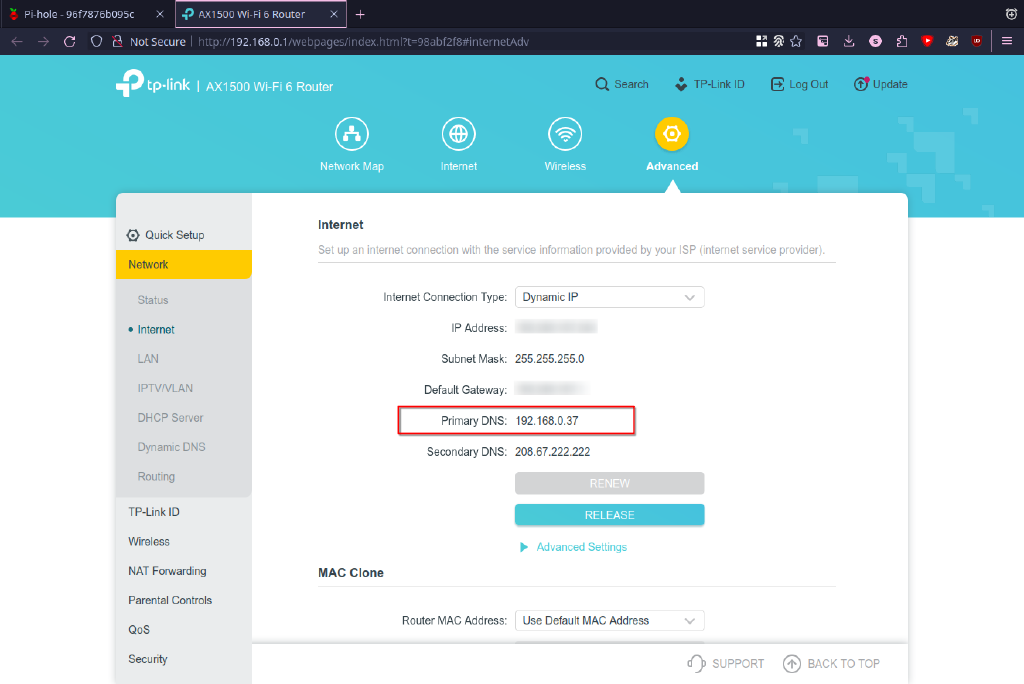 Pi-hole - 96f7876b095c
AX1500 Wi-Fi 6 Router
Not Secure http://192.168.0.1/webpages/index.html?t=98abf2f8#internetAdv
tp-link | AX1500 Wi-Fi 6 Router
Search
TP-Link ID
Log Out
Update
Network Map
Internet
Wireless
Advanced
Quick Setup
Network
Status
Internet
LAN
IPTV/VLAN
DHCP Server
Dynamic DNS
Routing
TP-Link ID
Wireless
NAT Forwarding
Parental Controls
QoS
Security
Internet
Set up an internet connection with the service information provided by your ISP (internet service provider).
Internet Connection Type: Dynamic IP
IP Address:
Subnet Mask: 255.255.255.0
Default Gateway:
Primary DNS: 192.168.0.37
Secondary DNS: 208.67.222.222
RENEW
RELEASE
Advanced Settings
MAC Clone
Router MAC Address: Use Default MAC Address
SUPPORT
BACK TO TOP